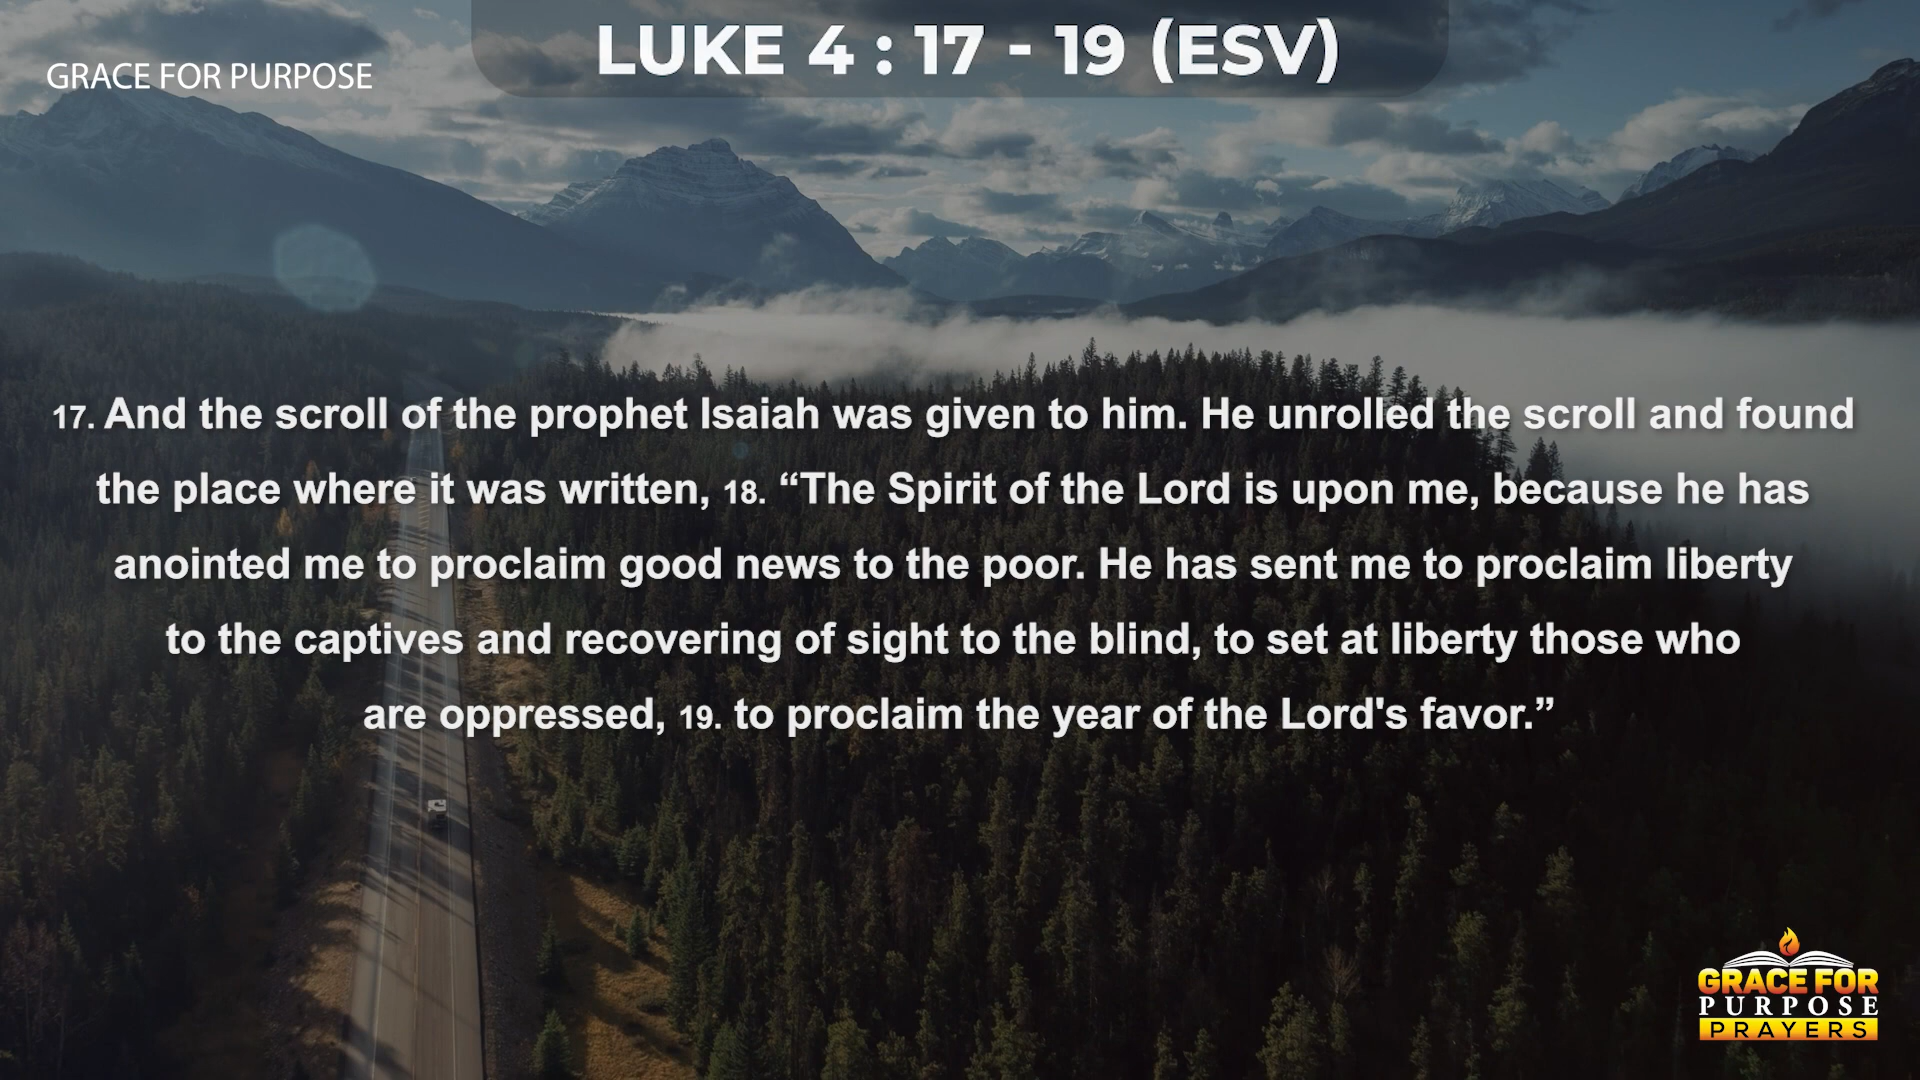 LUKE 4 : 17 - 19 (ESV)
GRACE FOR PURPOSE
17. And the scroll of the prophet Isaiah was given to him. He unrolled the scroll and found
the place where it was written, 18. “The Spirit of the Lord is upon me, because he has
anointed me to proclaim good news to the poor. He has sent me to proclaim liberty
to the captives and recovering of sight to the blind, to set at liberty those who
are oppressed, 19. to proclaim the year of the Lord's favor.”
GRACE FOR
PURPOSE
PRAYERS